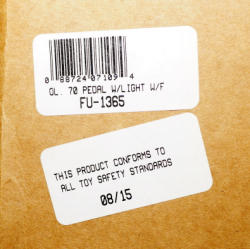 0 88724 07109 4
QL. 70 PEDAL W/LIGHT W/F
FU-1365
THIS PRODUCT CONFORMS TO
ALL TOY SAFETY STANDARDS
08/15